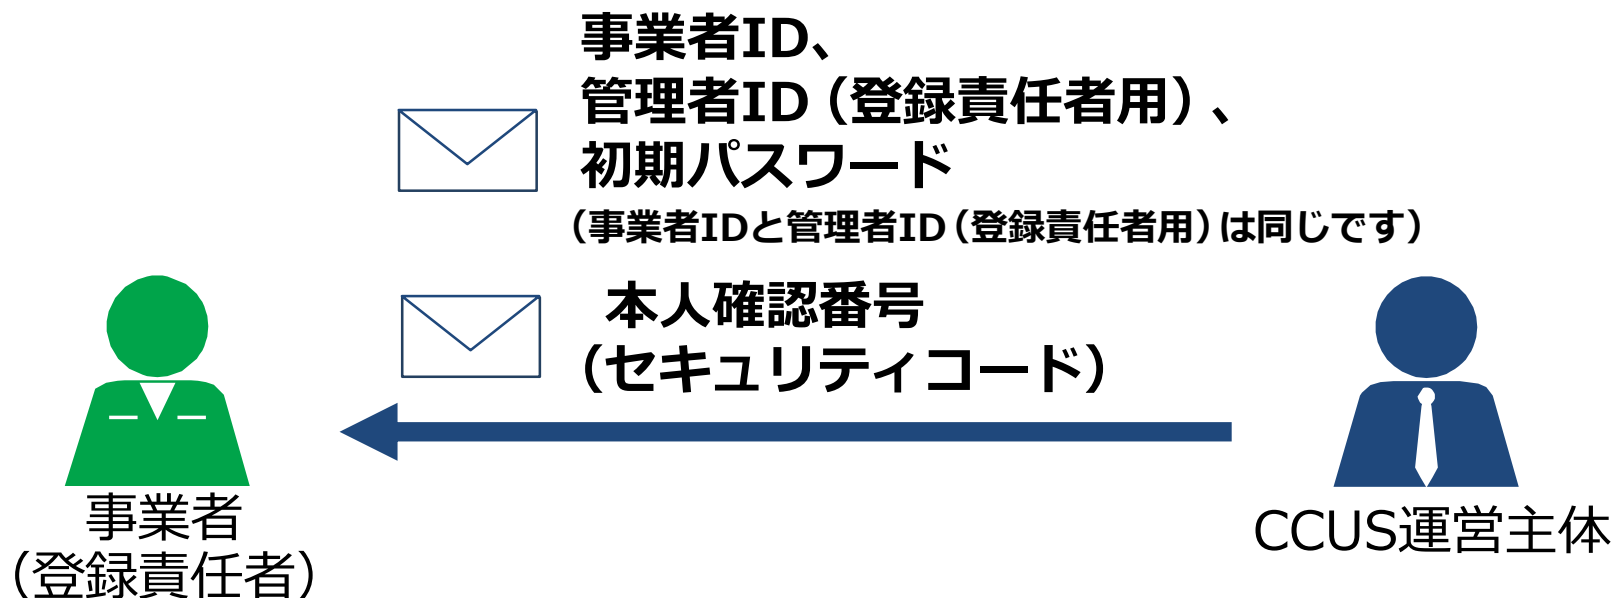 事業者ID、
管理者ID（登録責任者用）、
初期パスワード
（事業者IDと管理者ID（登録責任者用）は同じです）
本人確認番号
（セキュリティコード）
事業者
（登録責任者）
CCUS運営主体